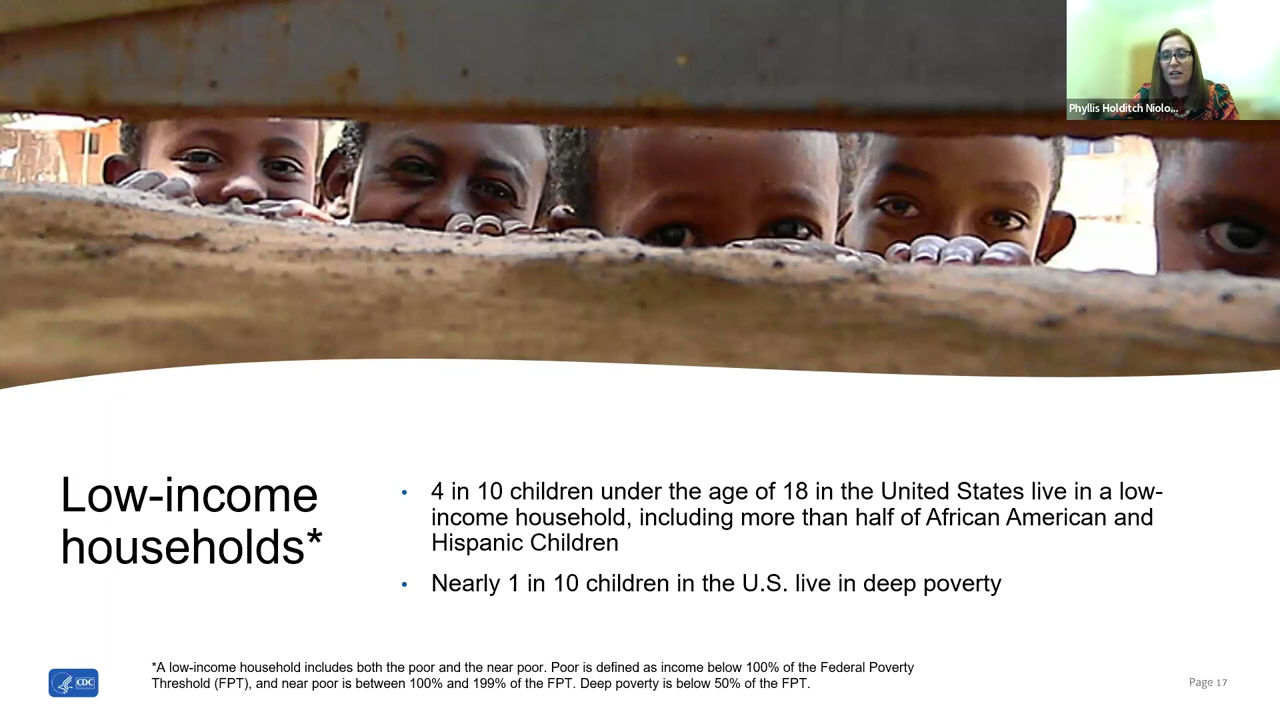 Phyllis Holditch Niolo...
Low-income
households*
• 4 in 10 children under the age of 18 in the United States live in a low-
income household, including more than half of African American and
Hispanic Children
• Nearly 1 in 10 children in the U.S. live in deep poverty
*A low-income household includes both the poor and the near poor. Poor is defined as income below 100% of the Federal Poverty
Threshold (FPT), and near poor is between 100% and 199% of the FPT. Deep poverty is below 50% of the FPT.
CDC
Page 17